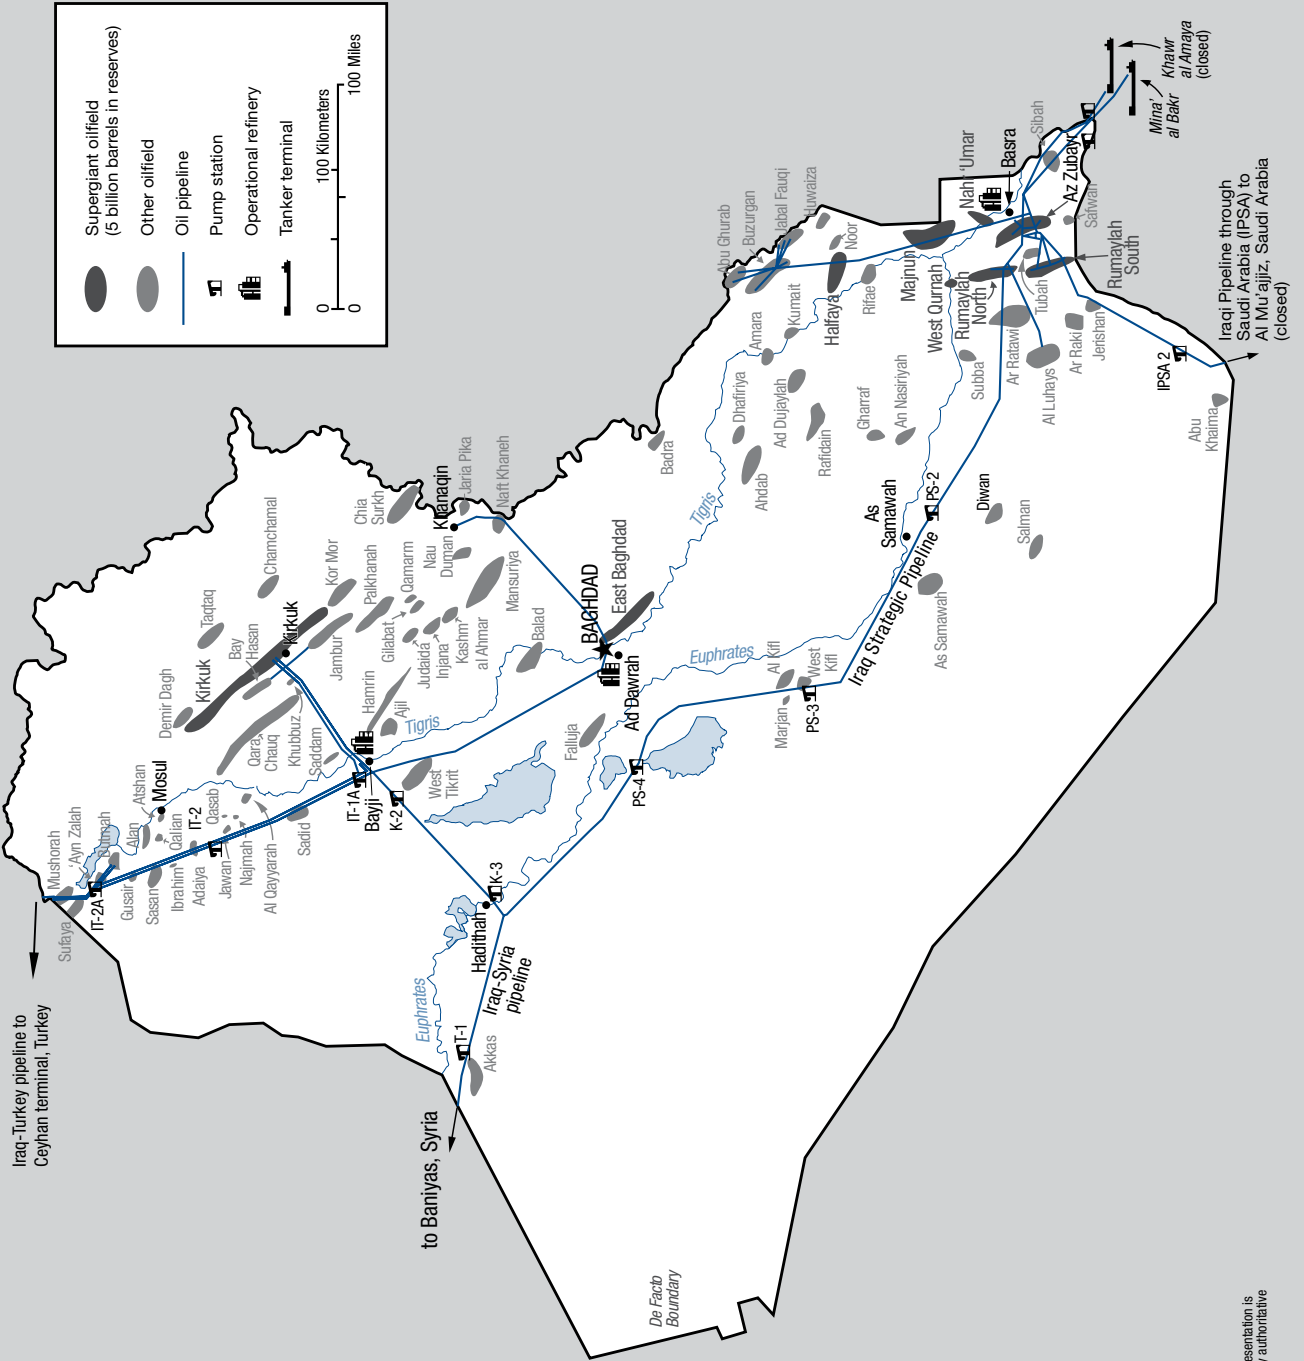 Supergiant oilfield
(5 billion barrels in reserves)
Other oilfield
Oil pipeline
Pump station
Operational refinery
Tanker terminal
0
100 Kilometers
0
100 Miles
Iraq-Turkey pipeline to
Ceyhan terminal, Turkey
Sufaya
Mushorah
'Ayn Zalah
Butmah
IT-2A
Gusair
Alan
Atshan
Sasan
Ibrahim
Qalian
Adaiya
Mosul
IT-2
Qasab
Jawan
Najmah
Al Qayyarah
Sadid
Demir Dagh
Kirkuk
Taqtaq
Bay
Hasan
Kirkuk
Chamchamal
Qara
Chauq
Khubbuz
Saddam
Jambur
Kor Mor
Palkhanah
Chia
Surkh
Hamrin
Ajil
Gilabat
Qamarm
Judaida
Injana
Kashm
al Ahmar
Nau
Duman
Khanaqin
Jaria Pika
Naft Khaneh
Mansuriya
IT-1A
Bayji
K-2
West
Tikrit
Tigris
Balad
BAGHDAD
East Baghdad
Ad Dawrah
Falluja
Euphrates
Hadithah
K-3
Iraq-Syria
pipeline
T-1
Akkas
to Baniyas, Syria
PS-4
Euphrates
Tigris
Badra
Marjan
Al Kifl
West
Kifl
PS-3
Iraq Strategic Pipeline
As
Samawah
PS-2
As Samawah
Diwan
Salman
Ahdab
Dhafiriya
Ad Dujaylah
Rafidain
Amara
Kumait
Abu Ghurab
Buzurgan
Jabal Fauqi
Huwaiza
Noor
Halfaya
Rifae
Gharraf
An Nasiriyah
Majnun
West Qurnah
Rumaylah
North
Nahr 'Umar
Basra
Sibah
Az Zubayr
Safwan
Subba
Ar Ratawi
Tubah
Al Luhays
Ar Raki
Jerishan
Rumaylah
South
Mina'
al Bakr
Khawr
al Amaya
(closed)
IPSA 2
Abu
Khaima
Iraqi Pipeline through
Saudi Arabia (IPSA) to
Al Mu'ajjiz, Saudi Arabia
(closed)
De Facto
Boundary
esentation is
authoritative